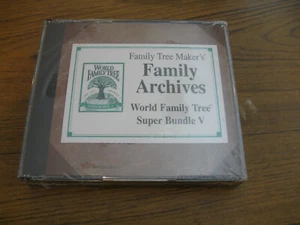 Family Tree Maker's
Family
Archives
World Family Tree
Super Bundle V
WORLD
FAMILY TREE